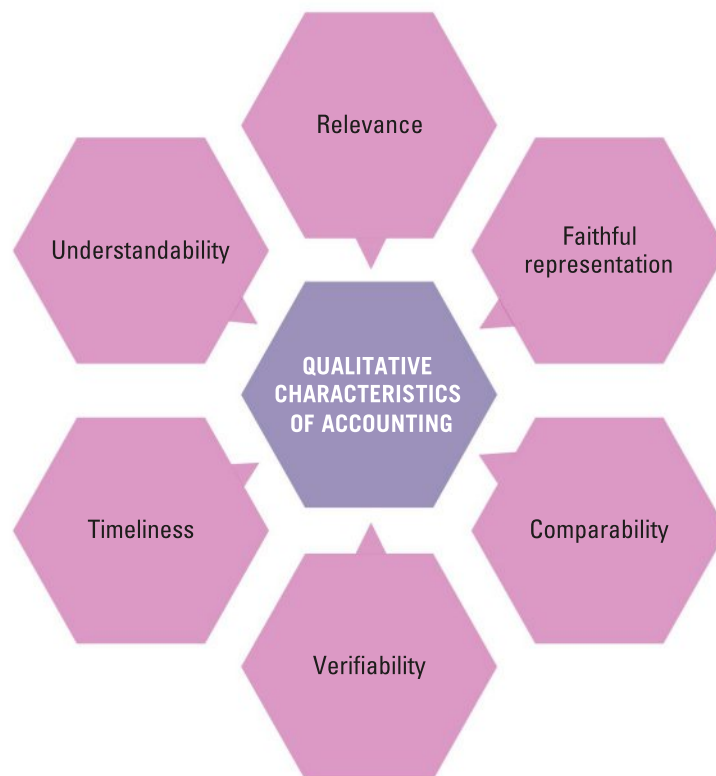 Relevance
Faithful
representation
Understandability
QUALITATIVE
CHARACTERISTICS
OF ACCOUNTING
Timeliness
Comparability
Verifiability